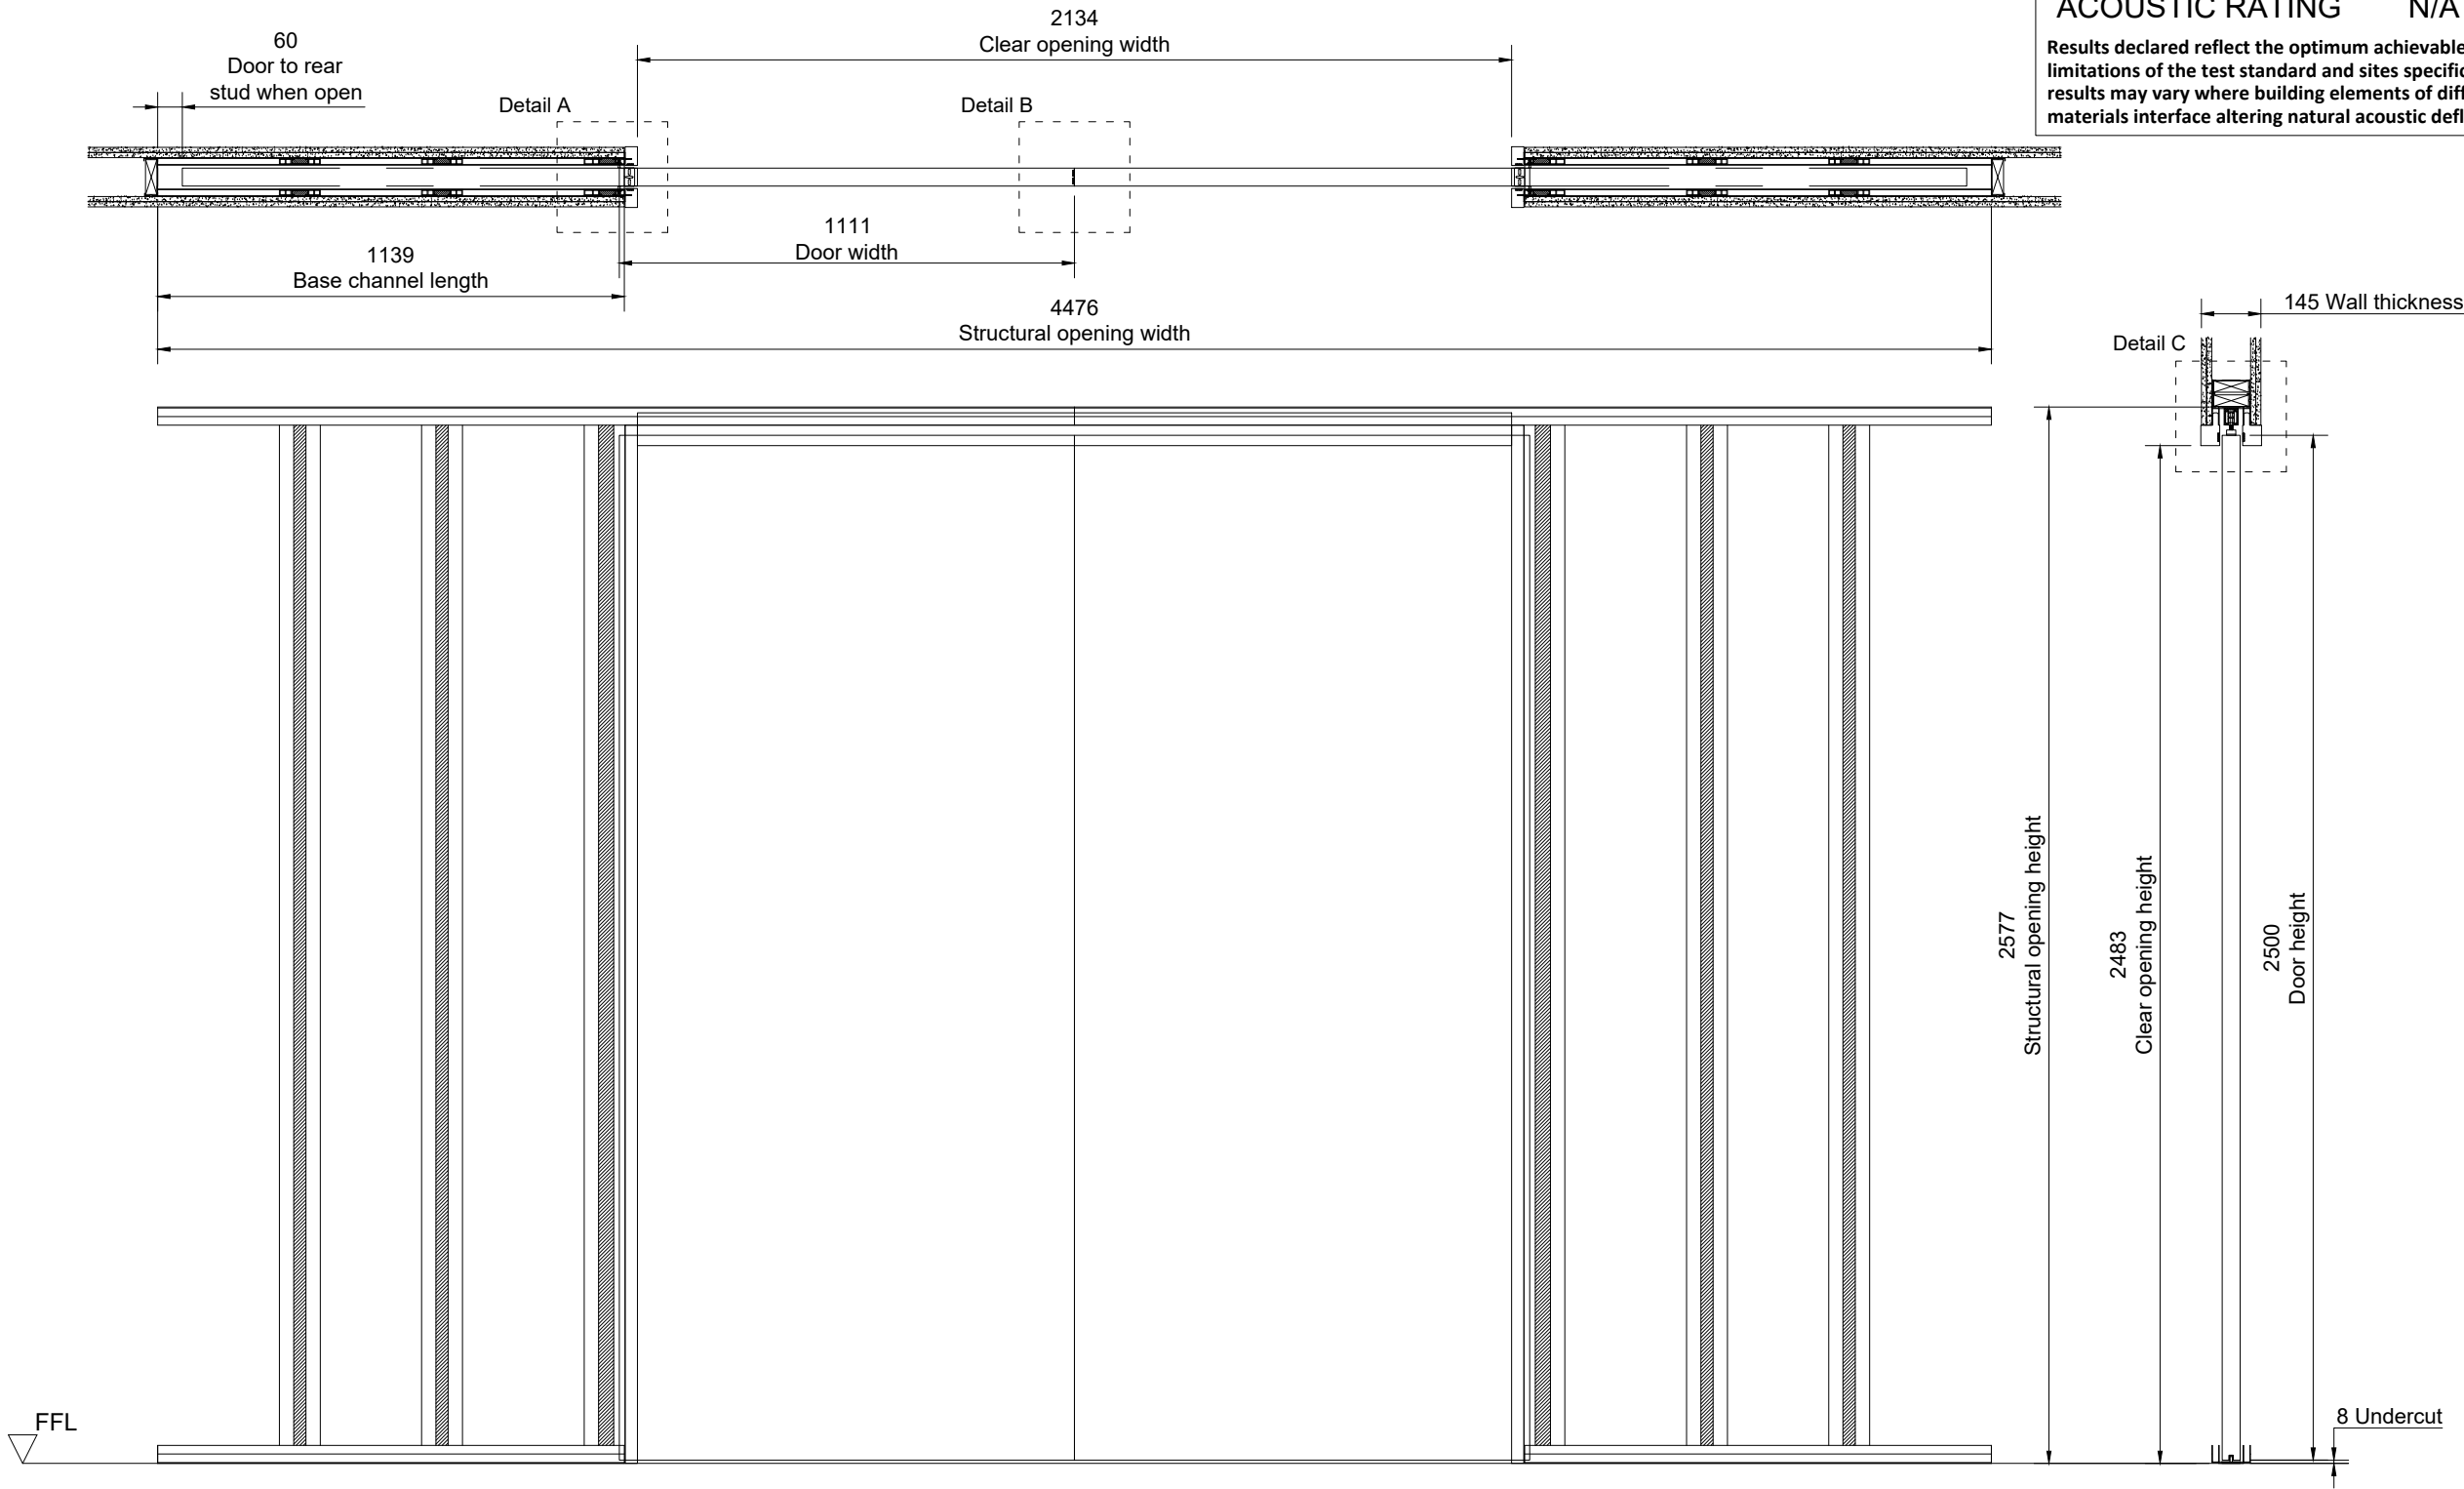 ACOUSTIC RATING N/A
Results declared reflect the optimum achievable
limitations of the test standard and sites specific
results may vary where building elements of diff
materials interface altering natural acoustic defl
2134
Clear opening width
60
Door to rear
stud when open
Detail A
Detail B
1139
Base channel length
1111
Door width
4476
Structural opening width
145 Wall thickness
Detail C
2577
Structural opening height
2483
Clear opening height
2500
Door height
FFL
8 Undercut